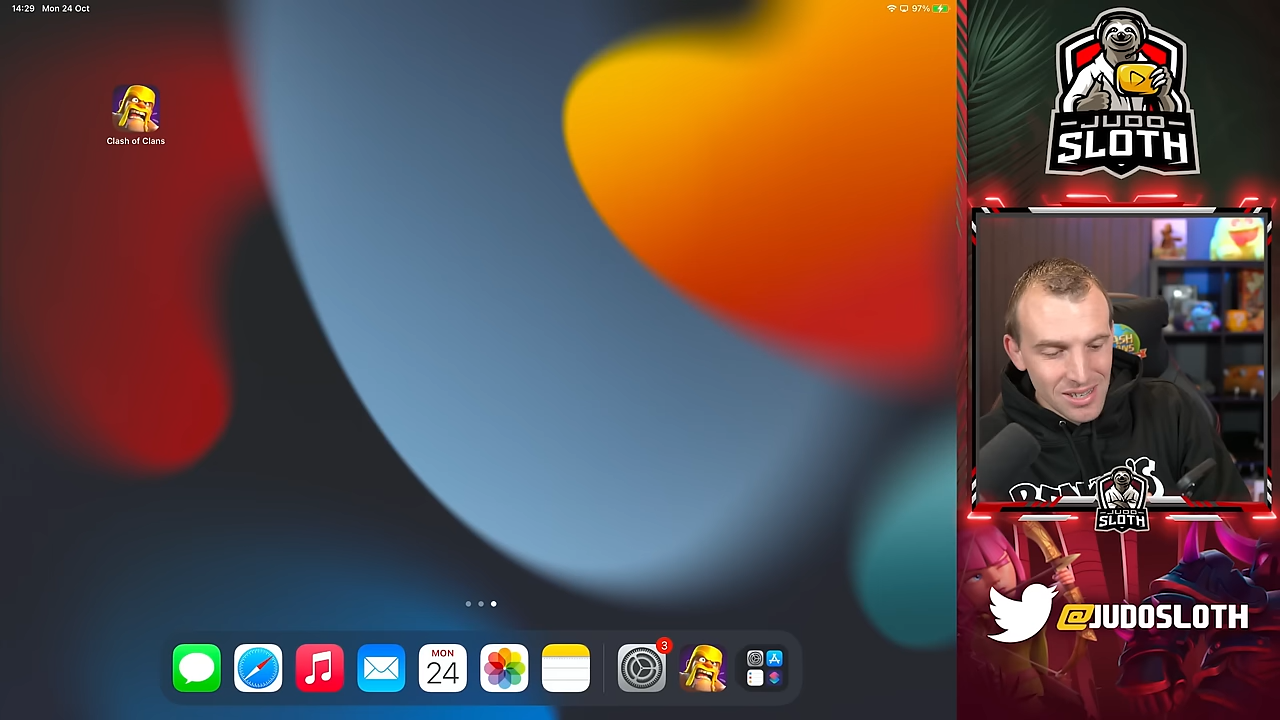 14:29 Mon 24 Oct
97%
Clash of Clans
MON
24
3
JUDO
SLOTH
JUDO
SLOTH
@JUDOSLOTH